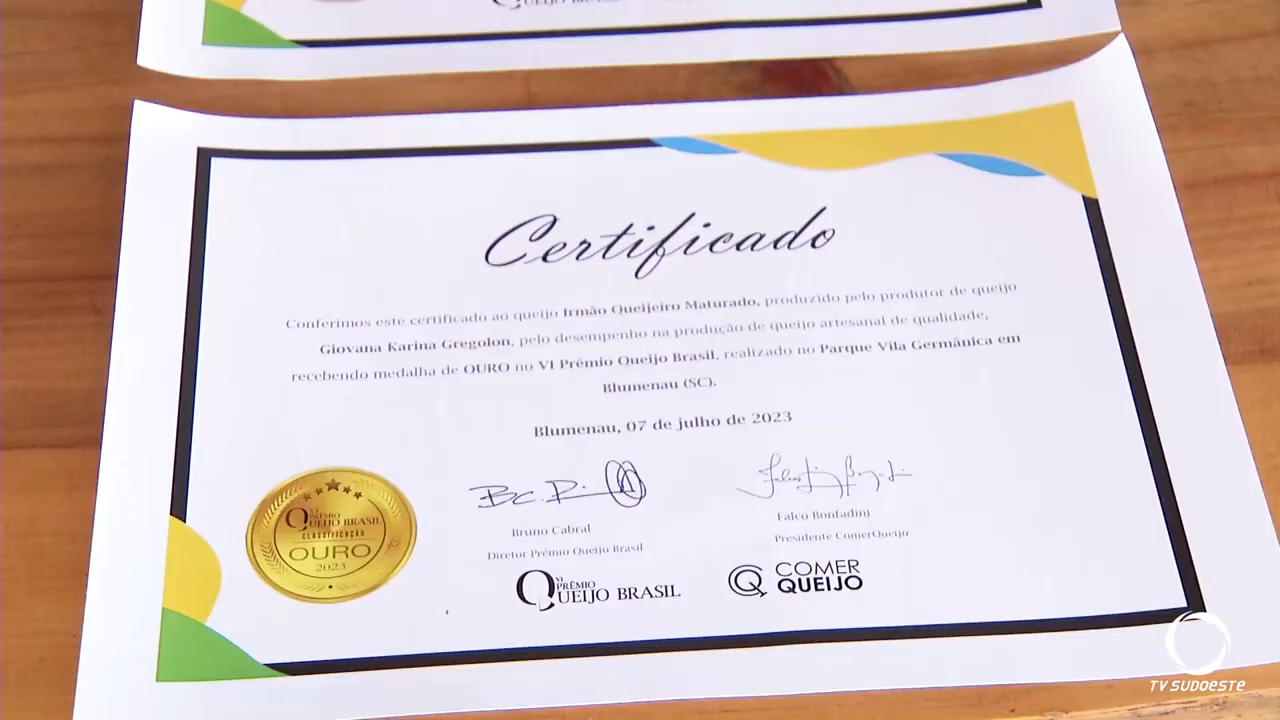 QUEIJO BRASIL
Certificado
Conferimos este certificado ao queijo Irmão Queijeiro Maturado, produzido pelo produtor de queijo
Giovana Karina Gregolon, pelo desempenho na produção de queijo artesanal de qualidade,
recebendo medalha de OURO no VI Prêmio Queijo Brasil, realizado no Parque Vila Germânica em
Blumenau (SC).
Blumenau, 07 de julho de 2023
Bruno Cabral
Diretor Prêmio Queijo Brasil
Falco Bonfadini
Presidente ComerQueijo
VI
PRÊMIO
QUEIJO BRASIL
CLASSIFICAÇÃO
OURO
2023
VI
PRÊMIO
QUEIJO BRASIL
COMER
QUEIJO
TV SUDOESTE